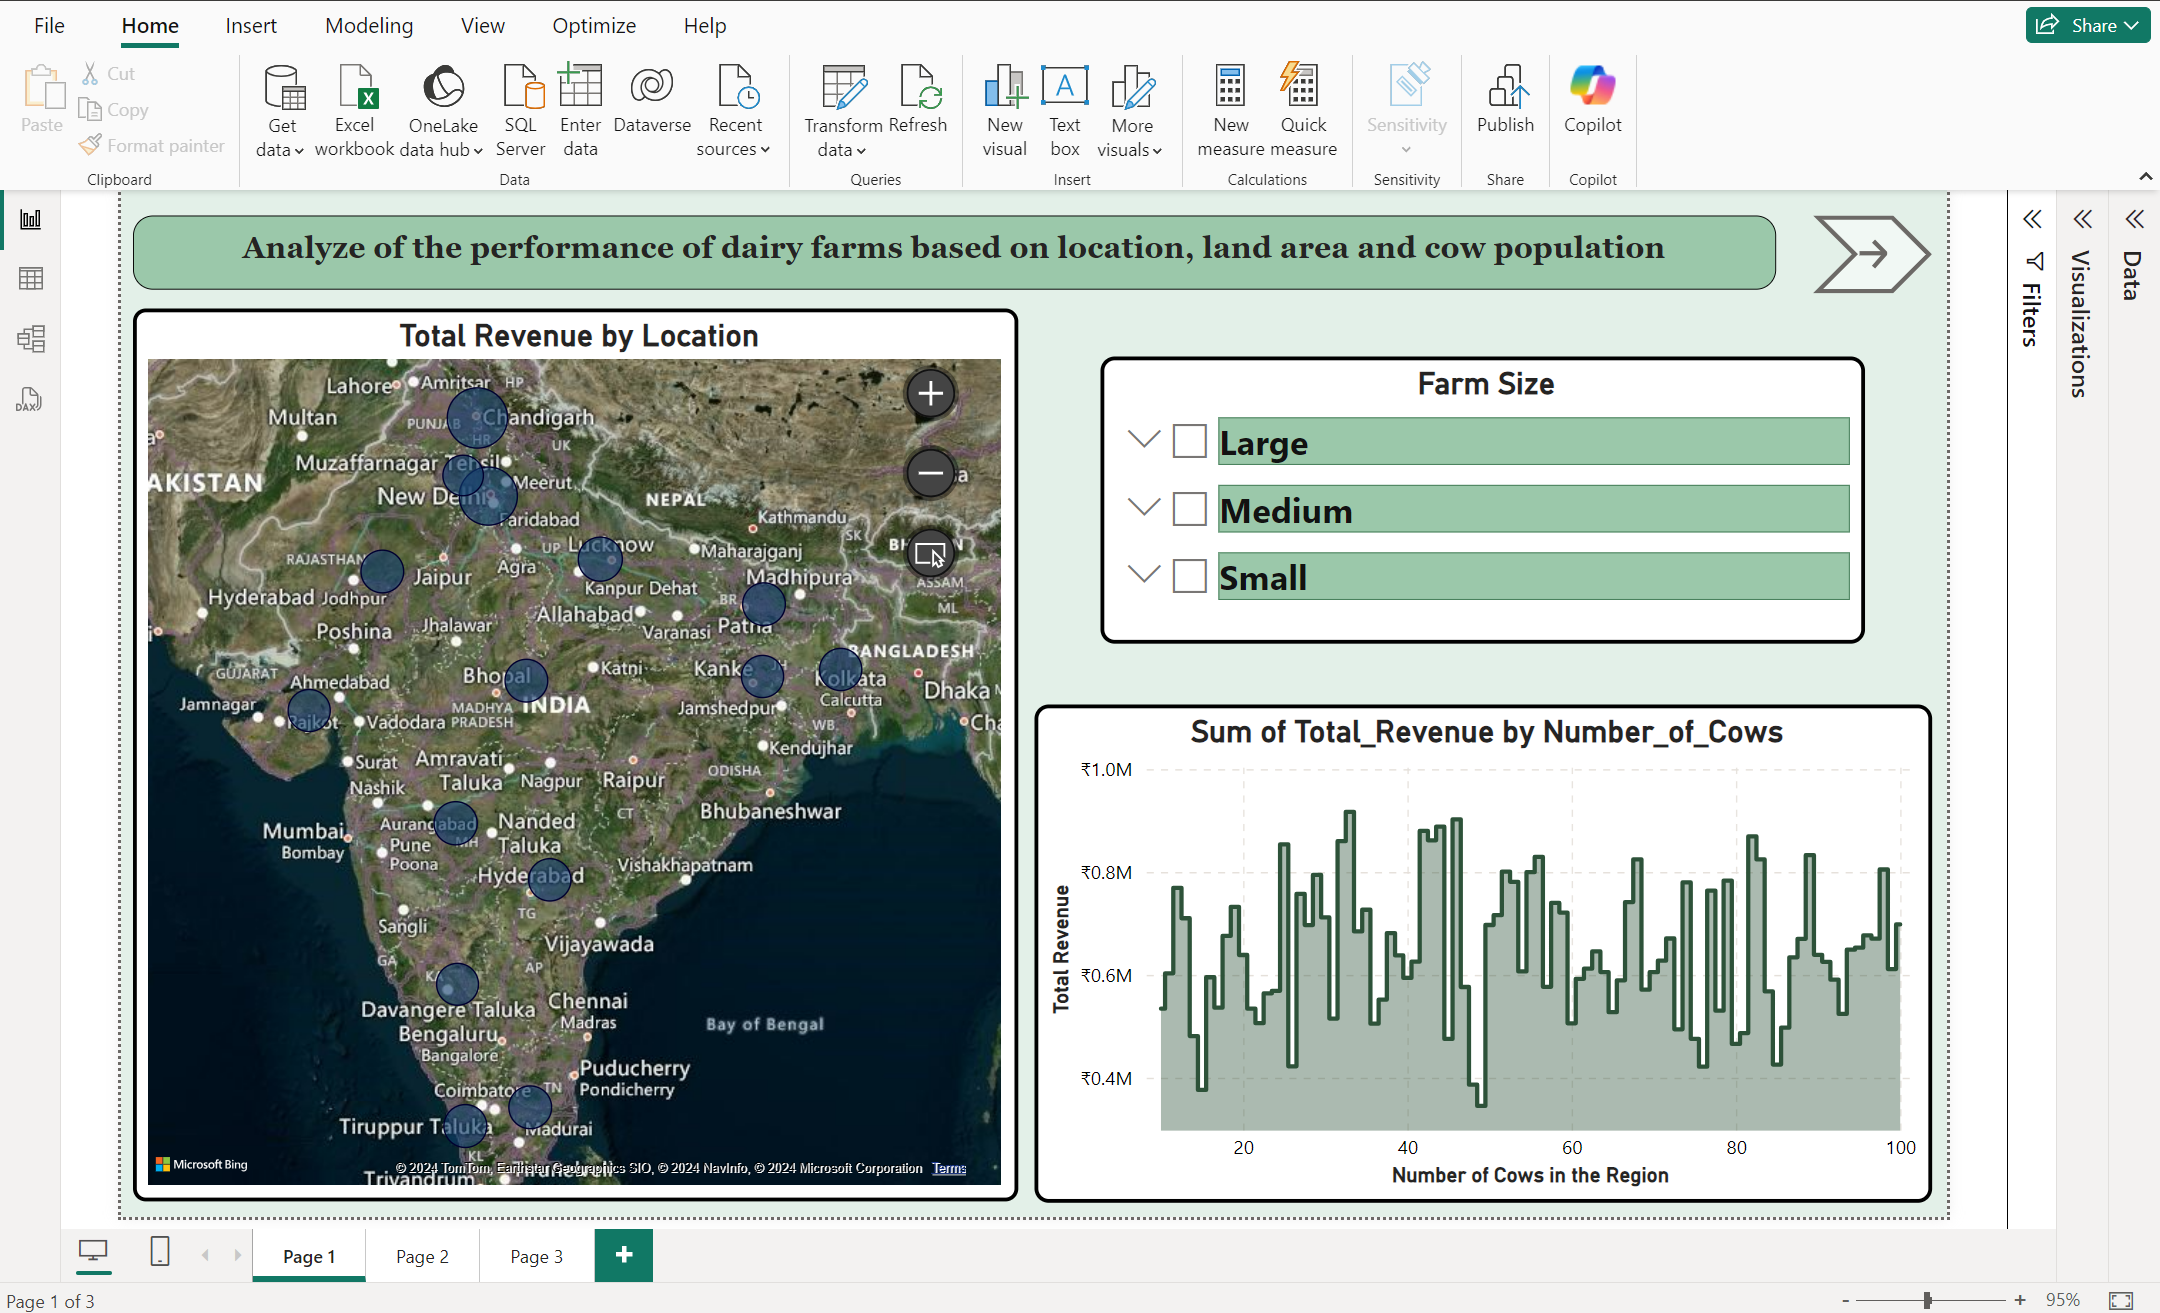 File Home Insert Modeling View Optimize Help Share
Paste Cut
Copy
Format painter
Clipboard
Get data
Excel workbook
OneLake data hub
SQL Server
Enter data
Dataverse
Recent sources
Data
Transform data
Refresh
Queries
New visual
Text box
More visuals
Insert
New measure
Quick measure
Calculations
Sensitivity
Sensitivity
Publish
Share
Copilot
Copilot
Analyze of the performance of dairy farms based on location, land area and cow population
Filters
Visualizations
Data
DAX
Total Revenue by Location
Lahore
Amritsar HP
Multan
PUNJAB
Chandigarh
HR
UK
Muzaffarnagar Tehsil
AKISTAN
New Delhi
Meerut
NEPAL
Faridabad
Kathmandu
SK
RAJASTHAN
Jaipur
Agra
UP Lucknow
Maharajganj
Kanpur Dehat
Madhipura
ASSAM
Hyderabad Jodhpur
Allahabad
BR
ML
Poshina
Jhalawar
Varanasi Patna
BANGLADESH
GUJARAT
Ahmedabad
Bhopal
Katni
Kanke
JH
Kolkata
Calcutta
Dhaka
Jamnagar
Rajkot
Vadodara
MADHYA PRADESH
INDIA
Jamshedpur
WB
Kendujhar
Surat
Amravati Taluka
Nagpur
Raipur
ODISHA
Nashik
Bhubaneshwar
Mumbai
Bombay
Aurangabad
MH
Nanded Taluka
CT
Pune
Poona
Hyderabad
Vishakhapatnam
TG
Sangli
Vijayawada
GA
KA
AP
Davangere Taluka
Chennai
Madras
Bay of Bengal
Bengaluru
Bangalore
Puducherry
Pondicherry
Coimbatore
TN
Tiruppur Taluka
Madurai
KL
Trivandrum
Microsoft Bing
© 2024 TomTom, Earthstar Geographics SIO, © 2024 NavInfo, © 2024 Microsoft Corporation Terms
Farm Size
Large
Medium
Small
Sum of Total_Revenue by Number_of_Cows
Total Revenue
₹1.0M
₹0.8M
₹0.6M
₹0.4M
20 40 60 80 100
Number of Cows in the Region
Page 1 Page 2 Page 3
Page 1 of 3
95%